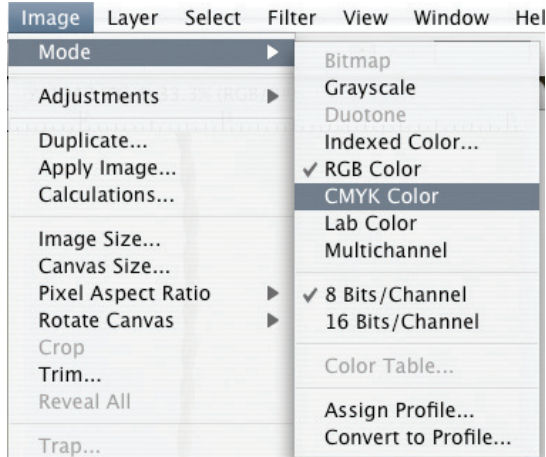 Image Layer Select Filter View Window Hel
Mode
Adjustments
Duplicate...
Apply Image...
Calculations...
Image Size...
Canvas Size...
Pixel Aspect Ratio
Rotate Canvas
Crop
Trim...
Reveal All
Trap...
Bitmap
Grayscale
Duotone
Indexed Color...
✓ RGB Color
CMYK Color
Lab Color
Multichannel
✓ 8 Bits/Channel
16 Bits/Channel
Color Table...
Assign Profile...
Convert to Profile...